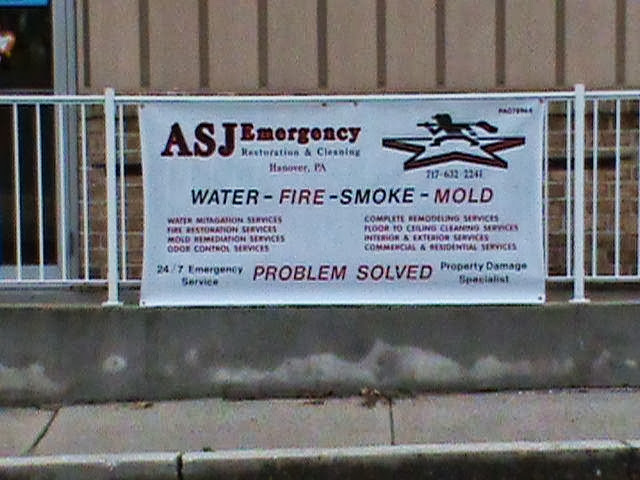 ASJ Emergency
Restoration & Cleaning
Hanover, PA
717-632-2241
WATER - FIRE - SMOKE - MOLD
WATER MITAGATION SERVICES
FIRE RESTORATION SERVICES
MOLD REMEDIATION SERVICES
ODOR CONTROL SERVICES
COMPLETE REMODELING SERVICES
FLOOR TO CEILING CLEANING SERVICES
INTERIOR & EXTERIOR SERVICES
COMMERCIAL & RESIDENTIAL SERVICES
24/7 Emergency
Service
PROBLEM SOLVED
Property Damage
Specialist